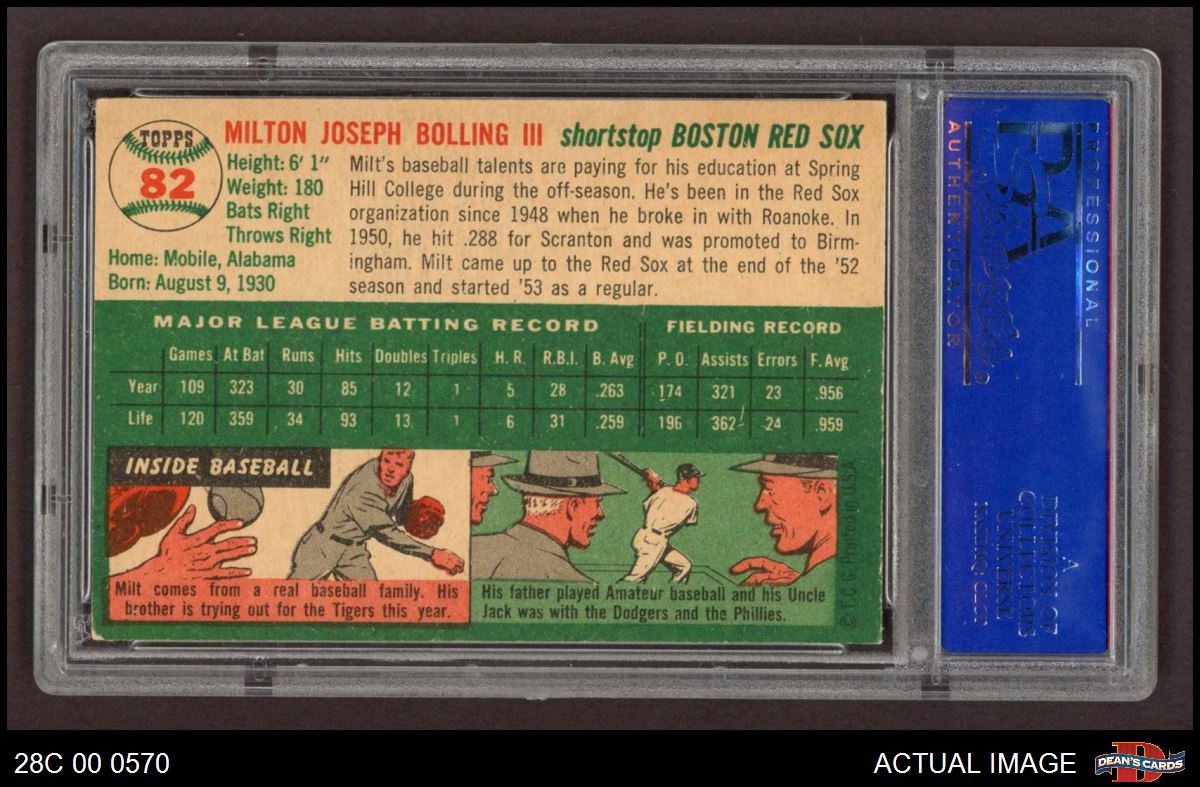 TOPPS
82
MILTON JOSEPH BOLLING III shortstop BOSTON RED SOX
Height: 6' 1"
Weight: 180
Bats Right
Throws Right
Home: Mobile, Alabama
Born: August 9, 1930
Milt's baseball talents are paying for his education at Spring
Hill College during the off-season. He's been in the Red Sox
organization since 1948 when he broke in with Roanoke. In
1950, he hit .288 for Scranton and was promoted to Birm-
ingham. Milt came up to the Red Sox at the end of the '52
season and started '53 as a regular.
MAJOR LEAGUE BATTING RECORD FIELDING RECORD
Games At Bat Runs Hits Doubles Triples H. R. R.B.I. B. Avg P. O. Assists Errors F. Avg
Year 109 323 30 85 12 1 5 28 .263 174 321 23 .956
Life 120 359 34 93 13 1 6 31 .259 196 362 24 .959
INSIDE BASEBALL
Milt comes from a real baseball family. His
brother is trying out for the Tigers this year.
His father played Amateur baseball and his Uncle
Jack was with the Dodgers and the Phillies.
© T.C.G. Printed in U.S.A.
PSA
PROFESSIONAL
AUTHENTICATOR
A
DIVISION OF
COLLECTORS
UNIVERSE
NASDAQ: CLCT
28C 00 0570
ACTUAL IMAGE
DEAN'S CARDS